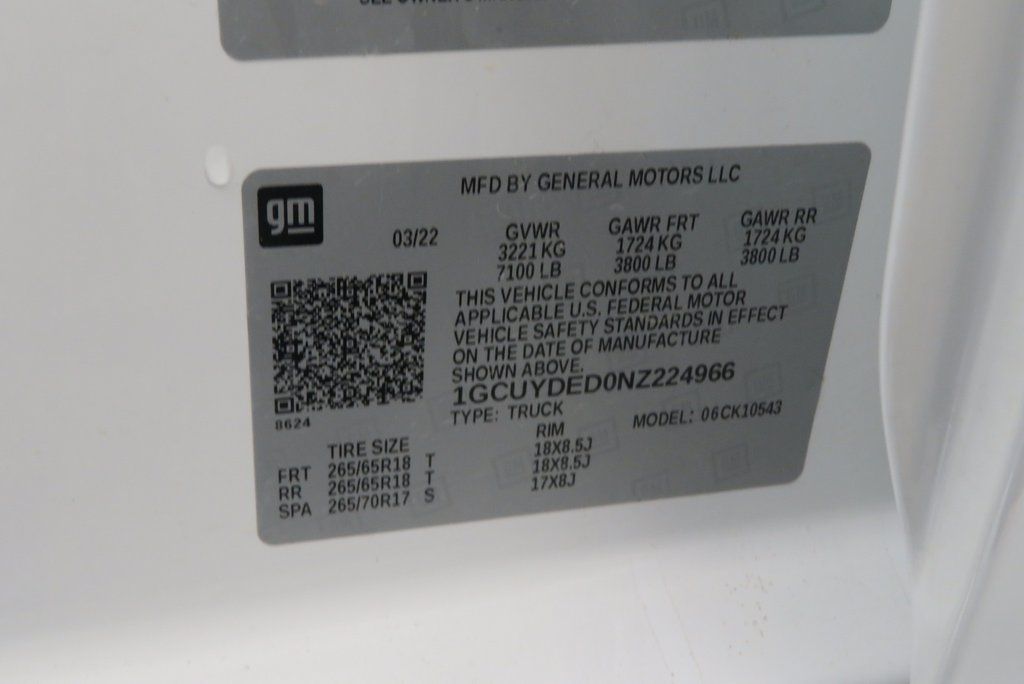 SEE OWNER'S
gm
MFD BY GENERAL MOTORS LLC
03/22
GVWR GAWR FRT GAWR RR
3221 KG 1724 KG 1724 KG
7100 LB 3800 LB 3800 LB
THIS VEHICLE CONFORMS TO ALL
APPLICABLE U.S. FEDERAL MOTOR
VEHICLE SAFETY STANDARDS IN EFFECT
ON THE DATE OF MANUFACTURE
SHOWN ABOVE.
1GCUYDED0NZ224966
8624
TYPE: TRUCK MODEL: 06CK10543
TIRE SIZE RIM
FRT 265/65R18 T 18X8.5J
RR 265/65R18 T 18X8.5J
SPA 265/70R17 S 17X8J